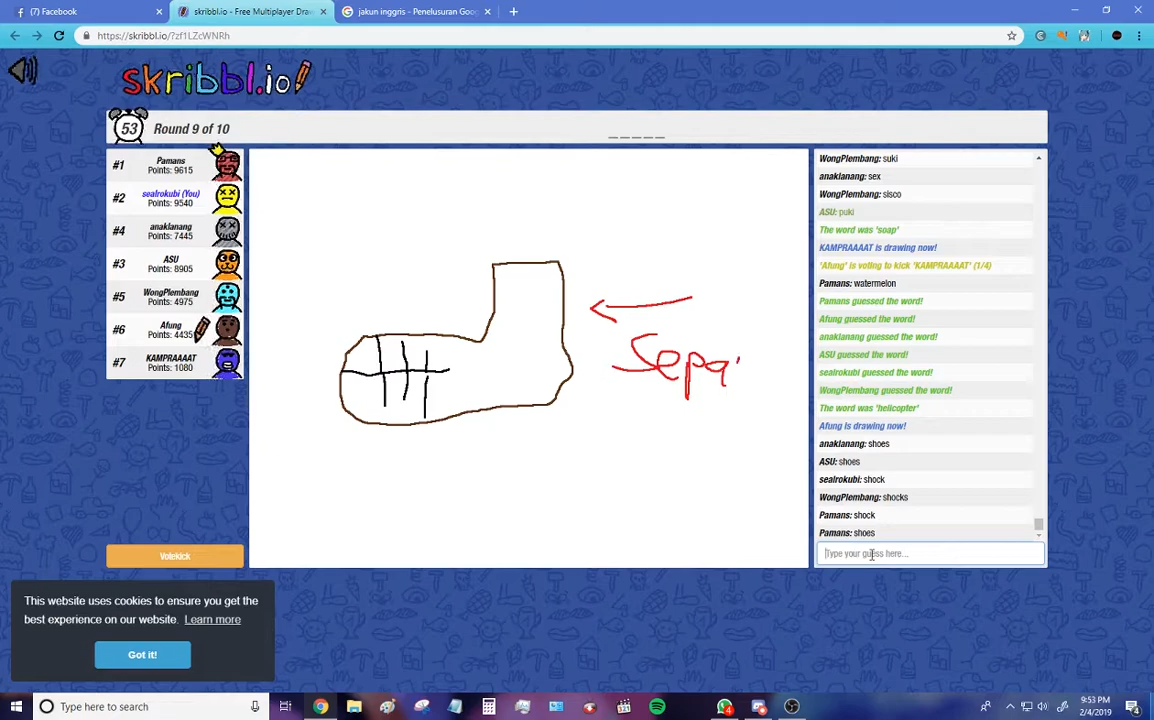 (7) Facebook
skribbl.io - Free Multiplayer Draw
jakun inggris - Penelusuran Goo
https://skribbl.io/?zf1LZcWNRh
skribbl.io
53
Round 9 of 10
_ _ _ _ _
#1
Pamans
Points: 9615
#2
sealrokubi (You)
Points: 9540
#4
anaklanang
Points: 7445
#3
ASU
Points: 8905
#5
WongPlembang
Points: 4975
#6
Afung
Points: 4435
#7
KAMPRAAAAT
Points: 1080
Votekick
Sepa
WongPlembang: suki
anaklanang: sex
WongPlembang: sisco
ASU: puki
The word was 'soap'
KAMPRAAAAT is drawing now!
'Afung' is voting to kick 'KAMPRAAAAT' (1/4)
Pamans: watermelon
Pamans guessed the word!
Afung guessed the word!
anaklanang guessed the word!
ASU guessed the word!
sealrokubi guessed the word!
WongPlembang guessed the word!
The word was 'helicopter'
Afung is drawing now!
anaklanang: shoes
ASU: shoes
sealrokubi: shock
WongPlembang: shocks
Pamans: shock
Pamans: shoes
Type your guess here...
This website uses cookies to ensure you get the
best experience on our website. Learn more
Got it!
Type here to search
4
9:53 PM
2/4/2019